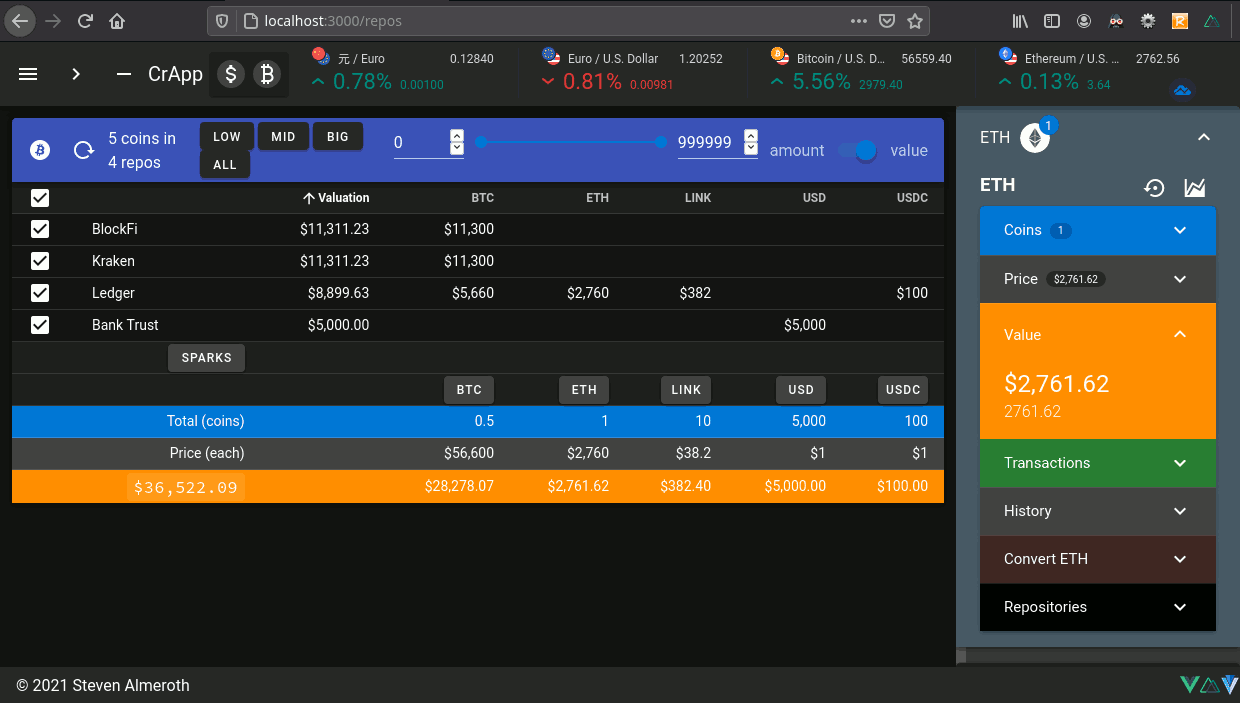 localhost:3000/repos
CrApp
元 / Euro 0.12840
0.78% 0.00100
Euro / U.S. Dollar 1.20252
0.81% 0.00981
Bitcoin / U.S. D... 56559.40
5.56% 2979.40
Ethereum / U.S. ... 2762.56
0.13% 3.64
5 coins in
4 repos
LOW MID BIG
ALL
0 999999 amount value
Valuation BTC ETH LINK USD USDC
BlockFi $11,311.23 $11,300
Kraken $11,311.23 $11,300
Ledger $8,899.63 $5,660 $2,760 $382 $100
Bank Trust $5,000.00 $5,000
SPARKS
BTC ETH LINK USD USDC
Total (coins) 0.5 1 10 5,000 100
Price (each) $56,600 $2,760 $38.2 $1 $1
$36,522.09 $28,278.07 $2,761.62 $382.40 $5,000.00 $100.00
ETH 1
ETH
Coins 1
Price $2,761.62
Value
$2,761.62
2761.62
Transactions
History
Convert ETH
Repositories
© 2021 Steven Almeroth